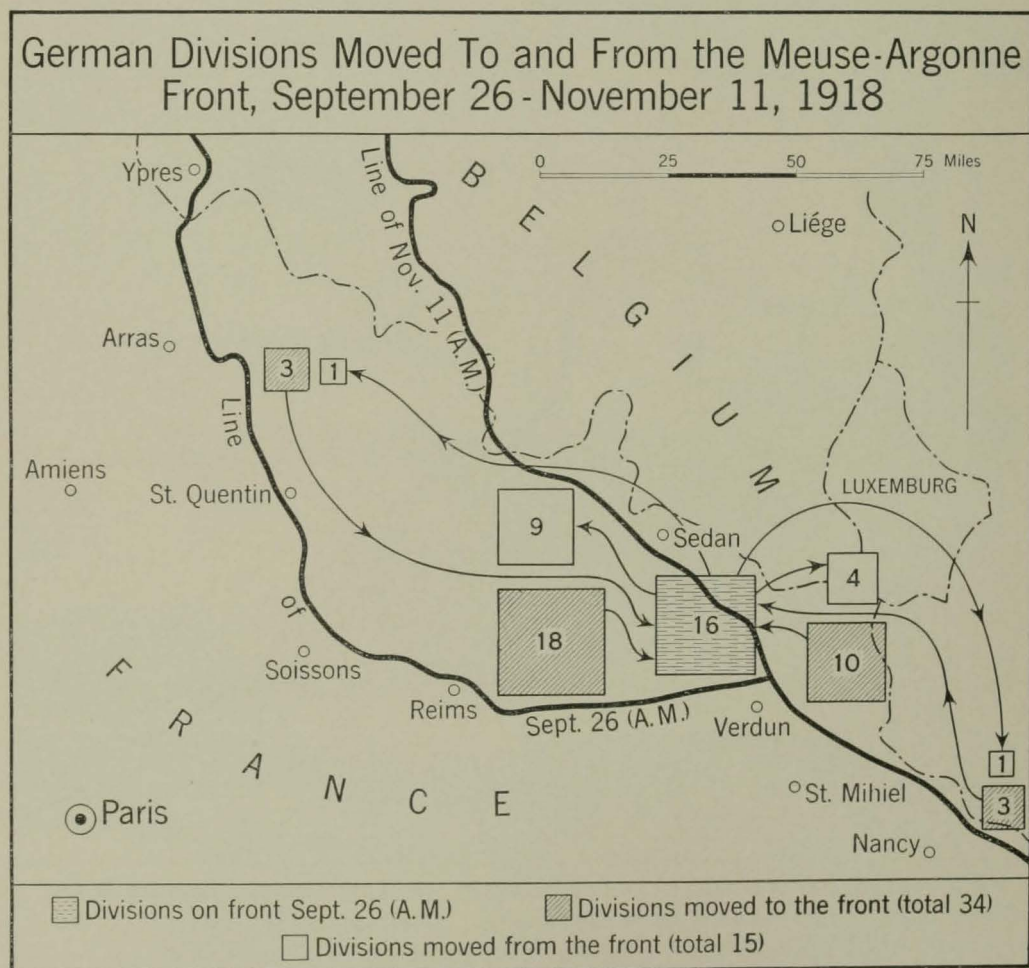 German Divisions Moved To and From the Meuse-Argonne
Front, September 26 - November 11, 1918
0 25 50 75 Miles
Ypres
Line of Nov. 11 (A.M.)
BELGIUM
Liége
N
Arras
3
1
Line of Sept. 26 (A.M.)
Amiens
St. Quentin
LUXEMBURG
9
Sedan
4
18
16
10
Soissons
Reims
Verdun
FRANCE
1
St. Mihiel
3
Paris
Nancy
Divisions on front Sept. 26 (A.M.)
Divisions moved to the front (total 34)
Divisions moved from the front (total 15)